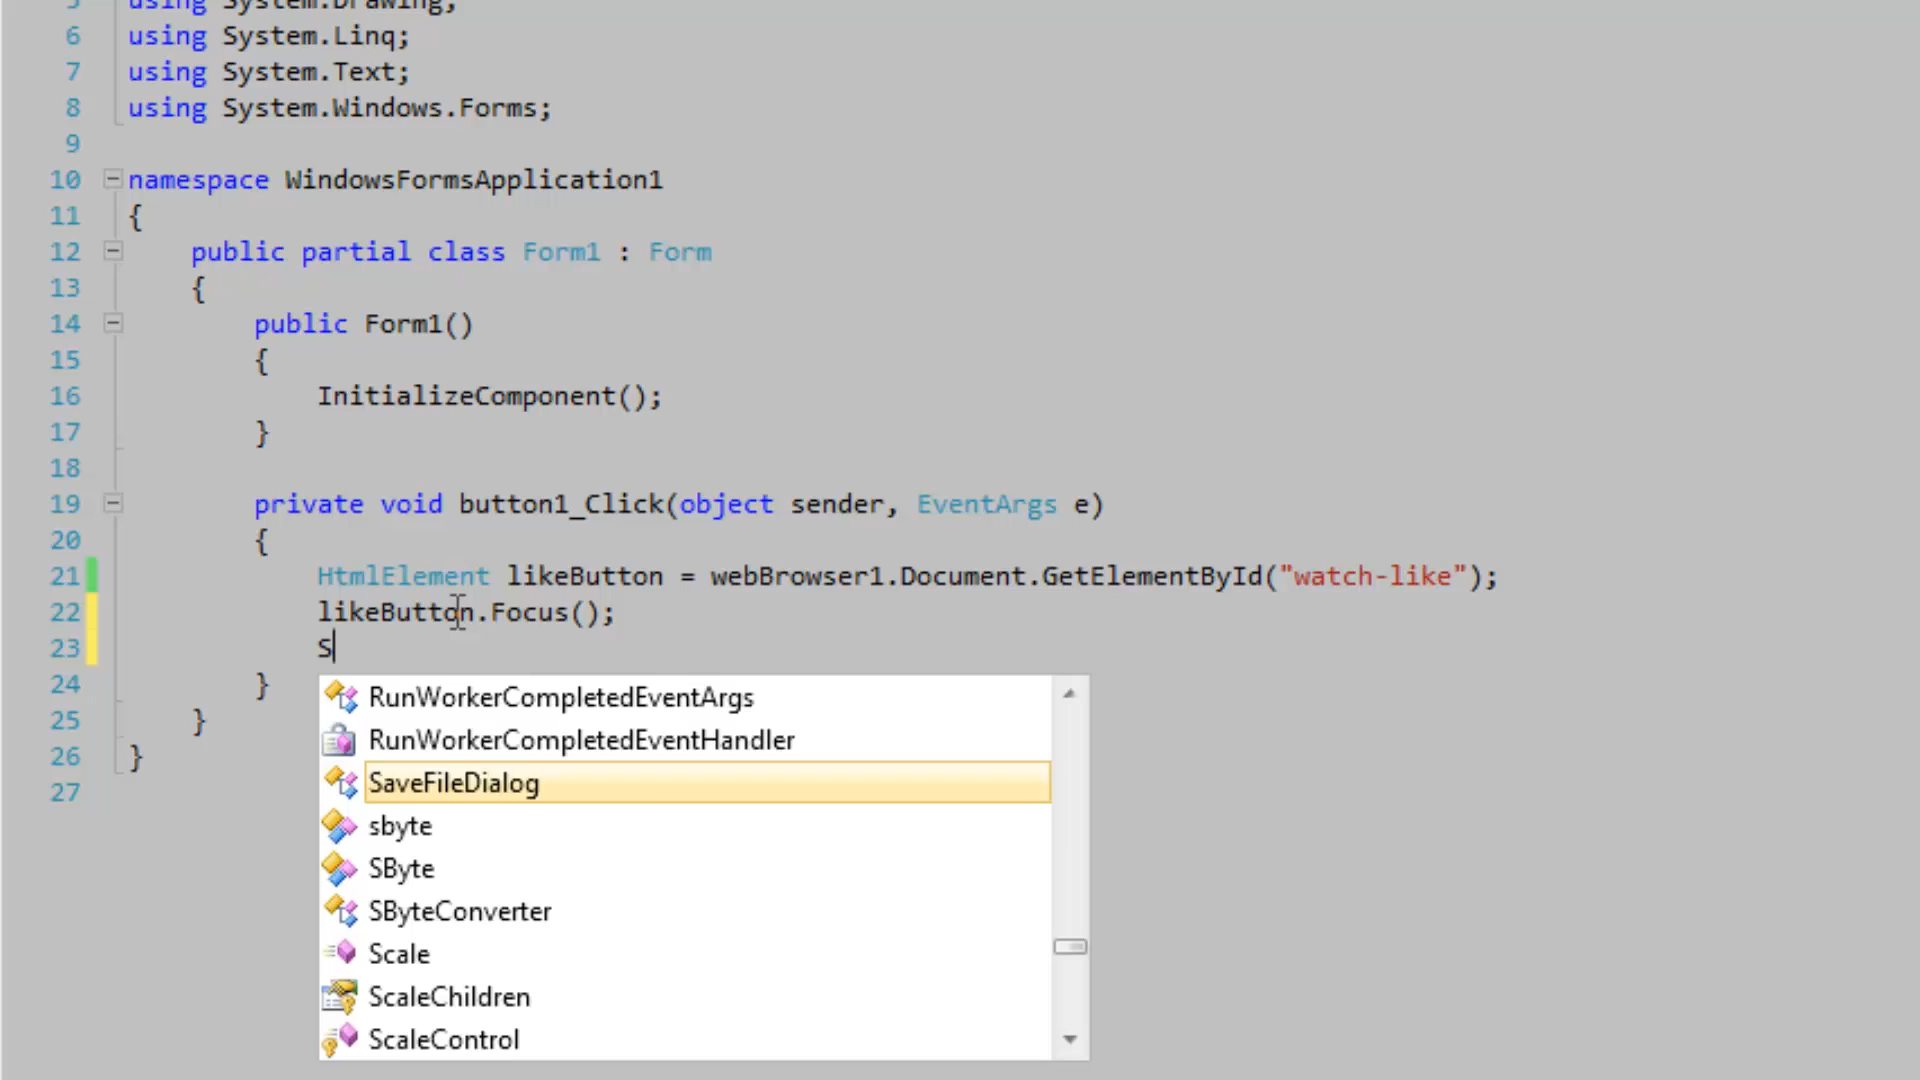 5 using System.Drawing;
6 using System.Linq;
7 using System.Text;
8 using System.Windows.Forms;
9
10 namespace WindowsFormsApplication1
11 {
12 public partial class Form1 : Form
13 {
14 public Form1()
15 {
16 InitializeComponent();
17 }
18
19 private void button1_Click(object sender, EventArgs e)
20 {
21 HtmlElement likeButton = webBrowser1.Document.GetElementById("watch-like");
22 likeButton.Focus();
23 S
24 }
25 }
26 }
27
RunWorkerCompletedEventArgs
RunWorkerCompletedEventHandler
SaveFileDialog
sbyte
SByte
SByteConverter
Scale
ScaleChildren
ScaleControl